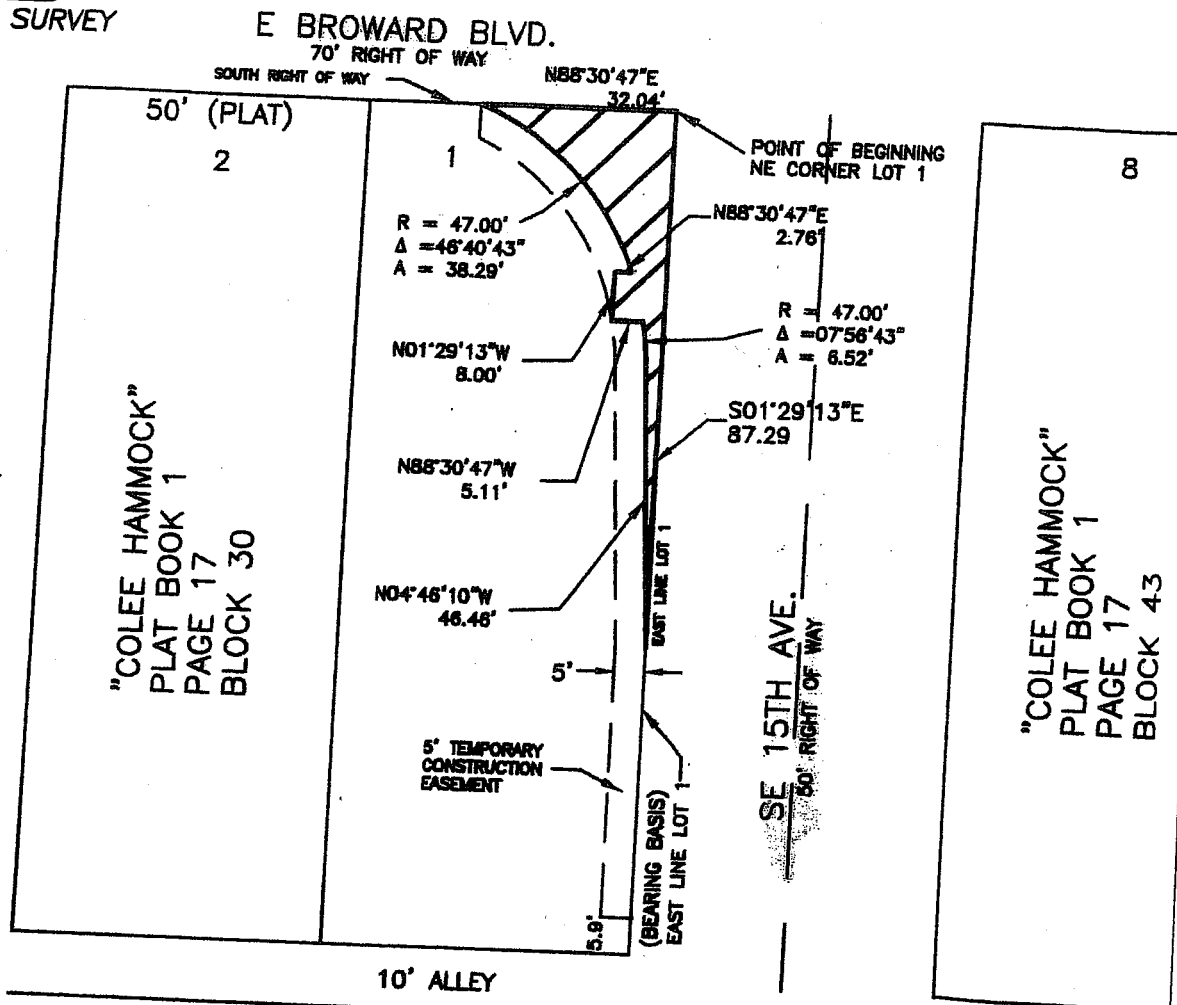 SURVEY
E BROWARD BLVD.
70' RIGHT OF WAY
SOUTH RIGHT OF WAY
N88°30'47"E
32.04'
50' (PLAT)
2
1
8
POINT OF BEGINNING
NE CORNER LOT 1
R = 47.00'
Δ =46°40'43"
A = 38.29'
N88°30'47"E
2.76'
R = 47.00'
Δ =07°56'43"
A = 6.52'
N01°29'13"W
8.00'
S01°29'13"E
87.29
N88°30'47"W
5.11'
N04°46'10"W
46.46'
EAST LINE LOT 1
"COLEE HAMMOCK"
PLAT BOOK 1
PAGE 17
BLOCK 30
5'
5' TEMPORARY
CONSTRUCTION
EASEMENT
(BEARING BASIS)
EAST LINE LOT 1
SE 15TH AVE.
50' RIGHT OF WAY
"COLEE HAMMOCK"
PLAT BOOK 1
PAGE 17
BLOCK 43
5.9'
10' ALLEY